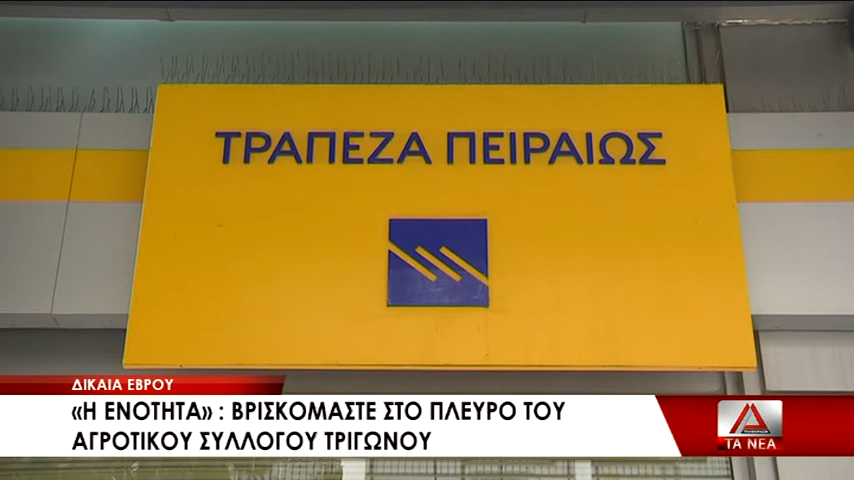 ΤΡΑΠΕΖΑ ΠΕΙΡΑΙΩΣ
ΔΙΚΑΙΑ ΕΒΡΟΥ
«Η ΕΝΟΤΗΤΑ» : ΒΡΙΣΚΟΜΑΣΤΕ ΣΤΟ ΠΛΕΥΡΟ ΤΟΥ
ΑΓΡΟΤΙΚΟΥ ΣΥΛΛΟΓΟΥ ΤΡΙΓΩΝΟΥ
ΤΑ ΝΕΑ